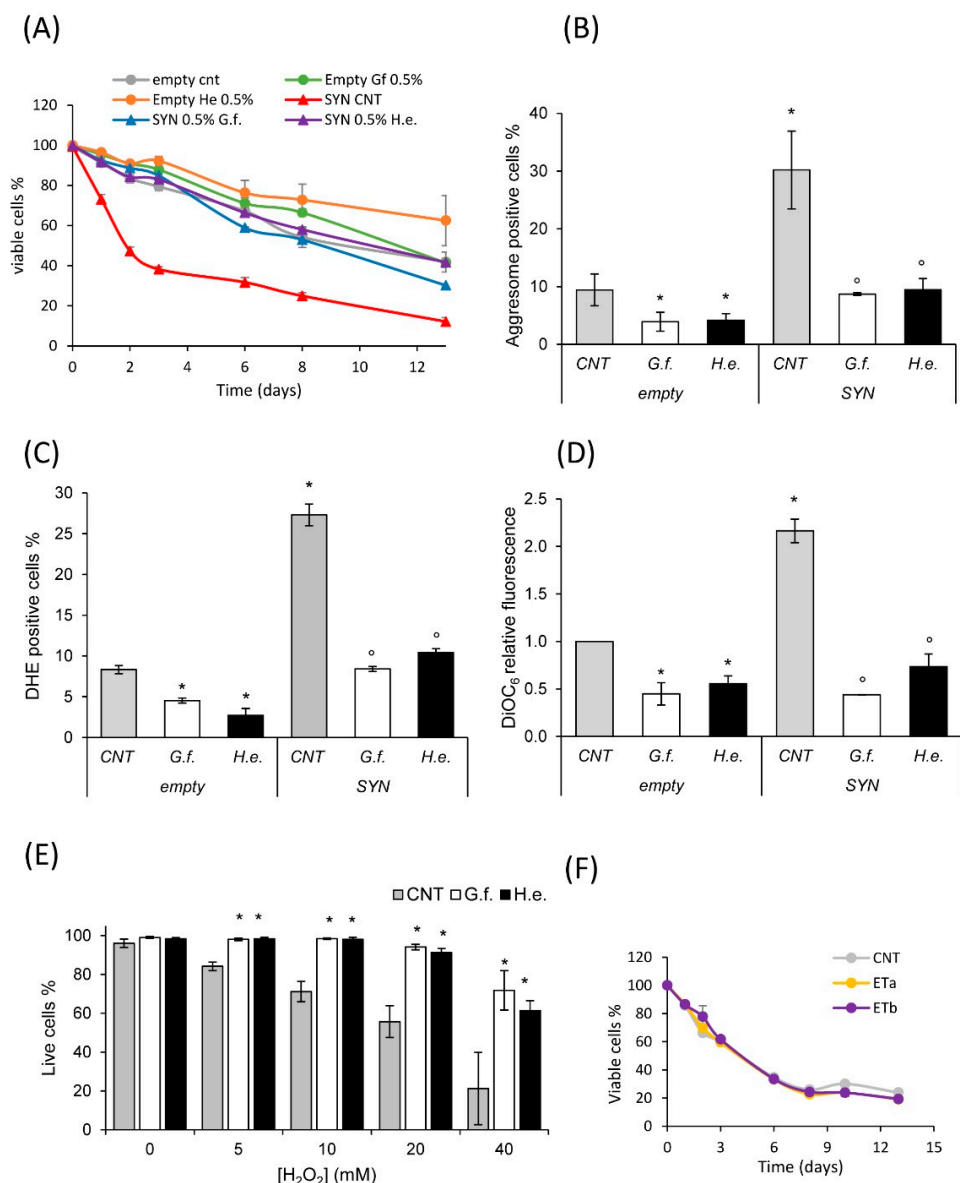 (A)
empty cnt
Empty Gf 0.5%
Empty He 0.5%
SYN CNT
SYN 0.5% G.f.
SYN 0.5% H.e.
120
100
80
60
40
20
0
viable cells %
0 2 4 6 8 10 12
Time (days)
(B)
Aggresome positive cells %
40
30
20
10
0
* * * ° °
CNT G.f. H.e. CNT G.f. H.e.
empty SYN
(C)
DHE positive cells %
30
25
20
15
10
5
0
* * * ° °
CNT G.f. H.e. CNT G.f. H.e.
empty SYN
(D)
DiOC₆ relative fluorescence
2.5
2.0
1.5
1.0
0.5
0.0
* * * ° °
CNT G.f. H.e. CNT G.f. H.e.
empty SYN
(E)
CNT G.f. H.e.
Live cells %
100
80
60
40
20
0
* * * * * * * *
0 5 10 20 40
[H₂O₂] (mM)
(F)
CNT
ETa
ETb
Viable cells %
120
100
80
60
40
20
0
0 3 6 9 12 15
Time (days)